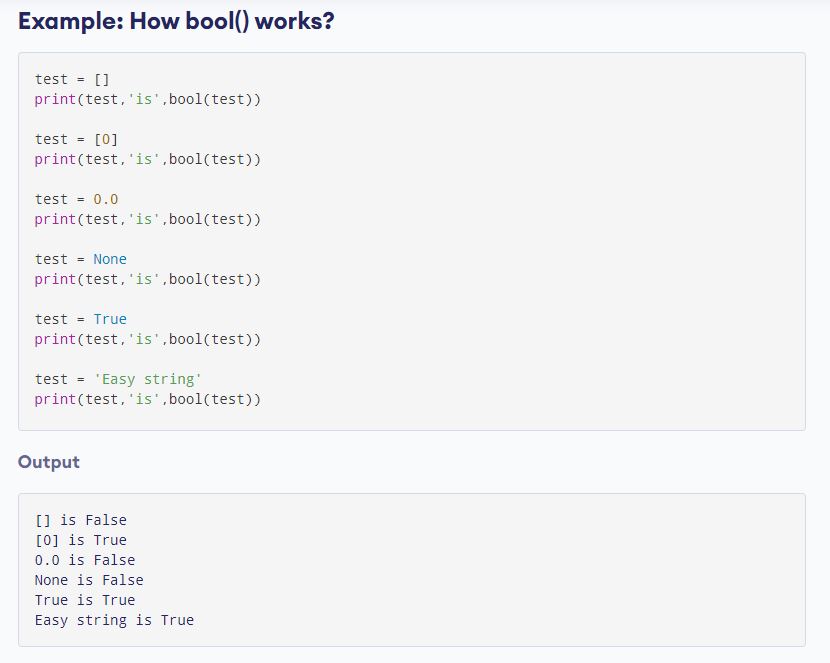 Example: How bool() works?
test = []
print(test,'is',bool(test))
test = [0]
print(test,'is',bool(test))
test = 0.0
print(test,'is',bool(test))
test = None
print(test,'is',bool(test))
test = True
print(test,'is',bool(test))
test = 'Easy string'
print(test,'is',bool(test))
Output
[] is False
[0] is True
0.0 is False
None is False
True is True
Easy string is True